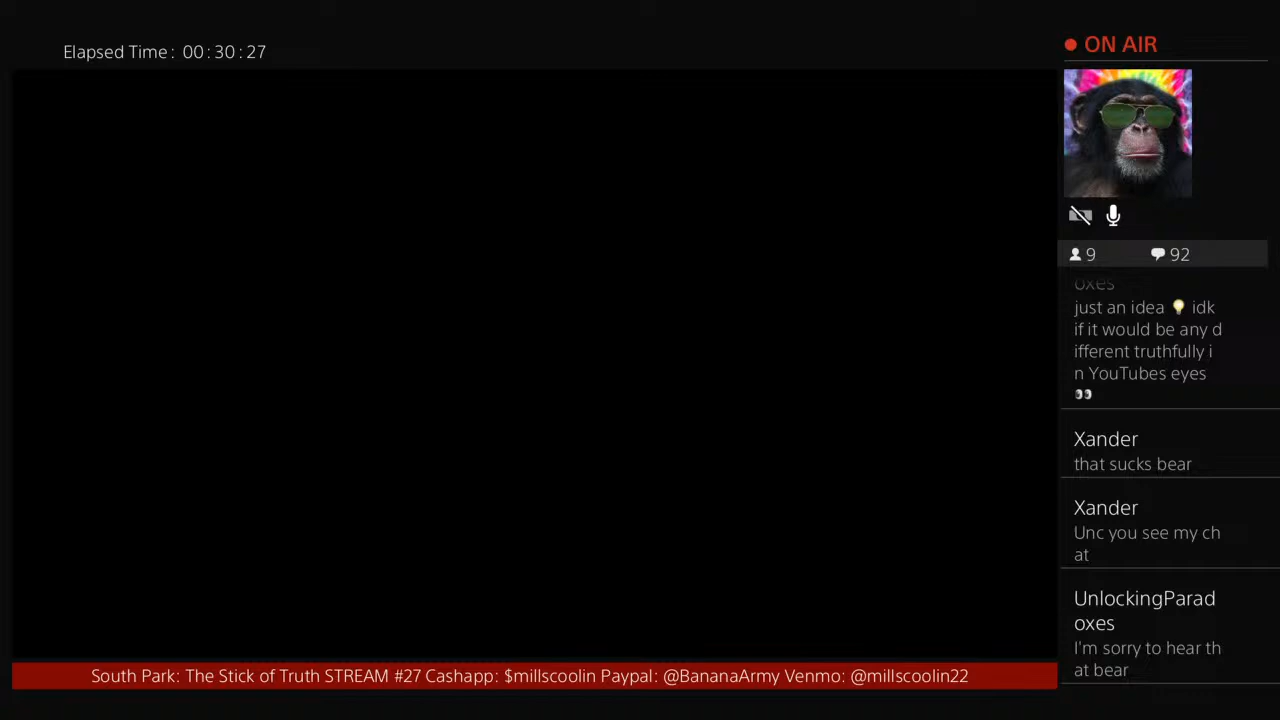 Elapsed Time: 00:30:27
ON AIR
9 92
oxes
just an idea 💡 idk
if it would be any d
ifferent truthfully i
n YouTubes eyes
👀
Xander
that sucks bear
Xander
Unc you see my ch
at
UnlockingParad
oxes
I'm sorry to hear th
at bear
South Park: The Stick of Truth STREAM #27 Cashapp: $millscoolin Paypal: @BananaArmy Venmo: @millscoolin22